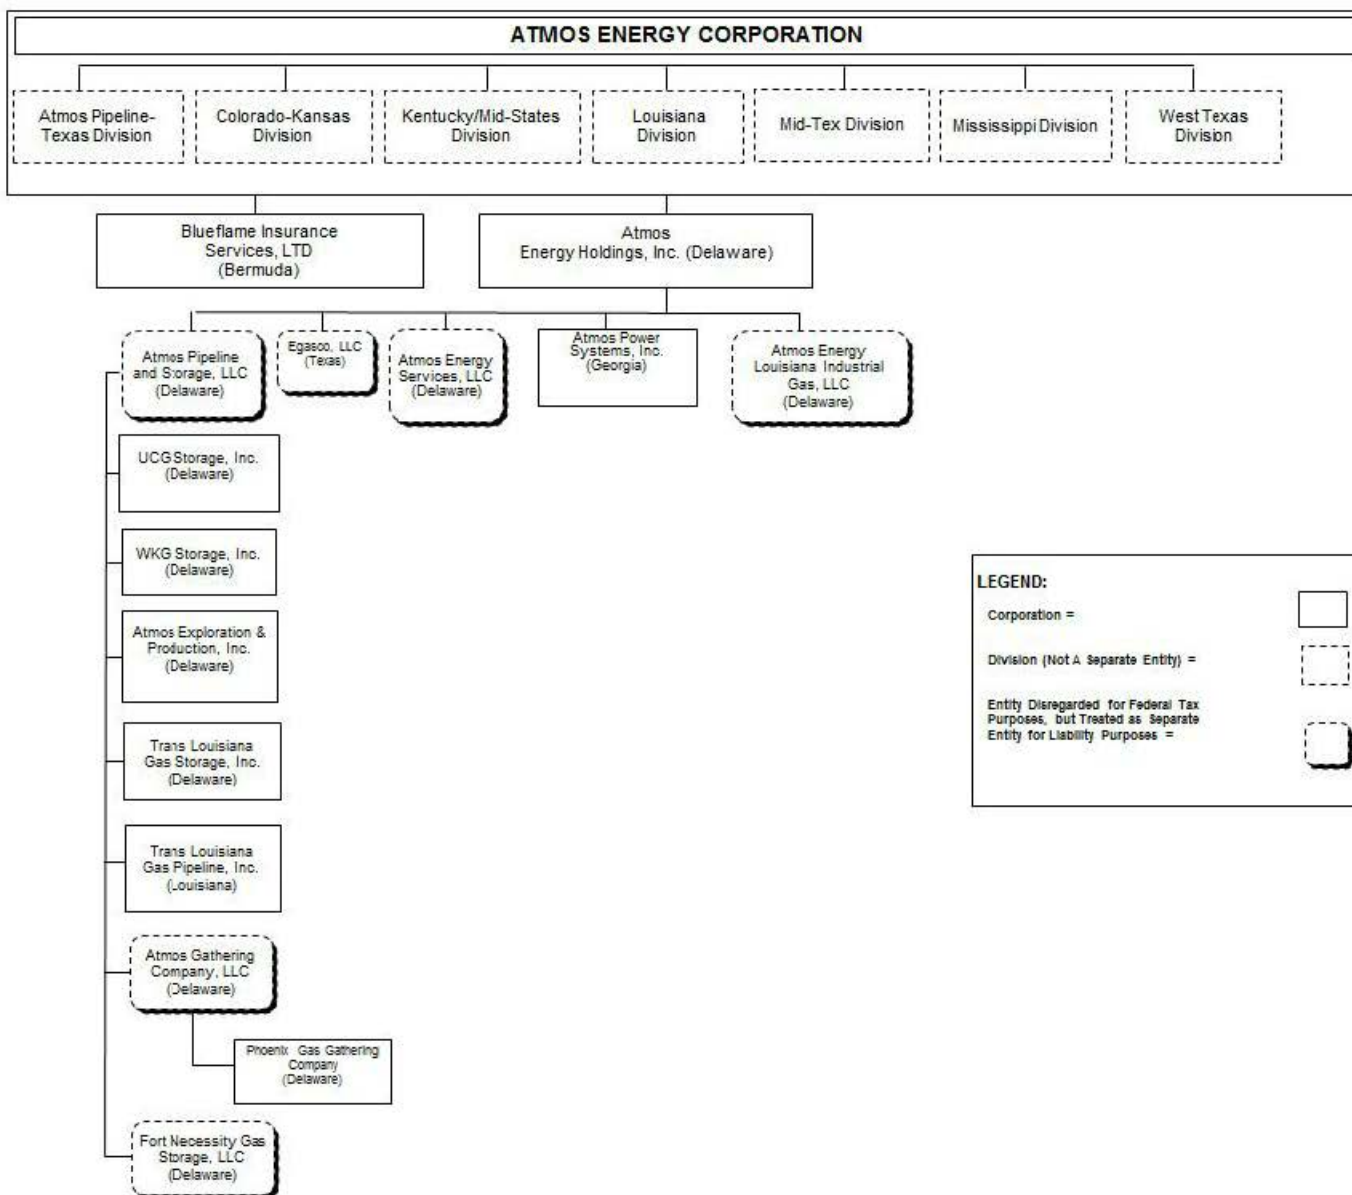 ATMOS ENERGY CORPORATION
Atmos Pipeline-
Texas Division
Colorado-Kansas
Division
Kentucky/Mid-States
Division
Louisiana
Division
Mid-Tex Division
Mississippi Division
West Texas
Division
Blueflame Insurance
Services, LTD
(Bermuda)
Atmos
Energy Holdings, Inc. (Delaware)
Atmos Pipeline
and Storage, LLC
(Delaware)
Egasco, LLC
(Texas)
Atmos Energy
Services, LLC
(Delaware)
Atmos Power
Systems, Inc.
(Georgia)
Atmos Energy
Louisiana Industrial
Gas, LLC
(Delaware)
UCG Storage, Inc.
(Delaware)
WKG Storage, Inc.
(Delaware)
Atmos Exploration &
Production, Inc.
(Delaware)
Trans Louisiana
Gas Storage, Inc.
(Delaware)
Trans Louisiana
Gas Pipeline, Inc.
(Louisiana)
Atmos Gathering
Company, LLC
(Delaware)
Phoenix Gas Gathering
Company
(Delaware)
Fort Necessity Gas
Storage, LLC
(Delaware)
LEGEND:
Corporation =
Division (Not A Separate Entity) =
Entity Disregarded for Federal Tax
Purposes, but Treated as Separate
Entity for Liability Purposes =